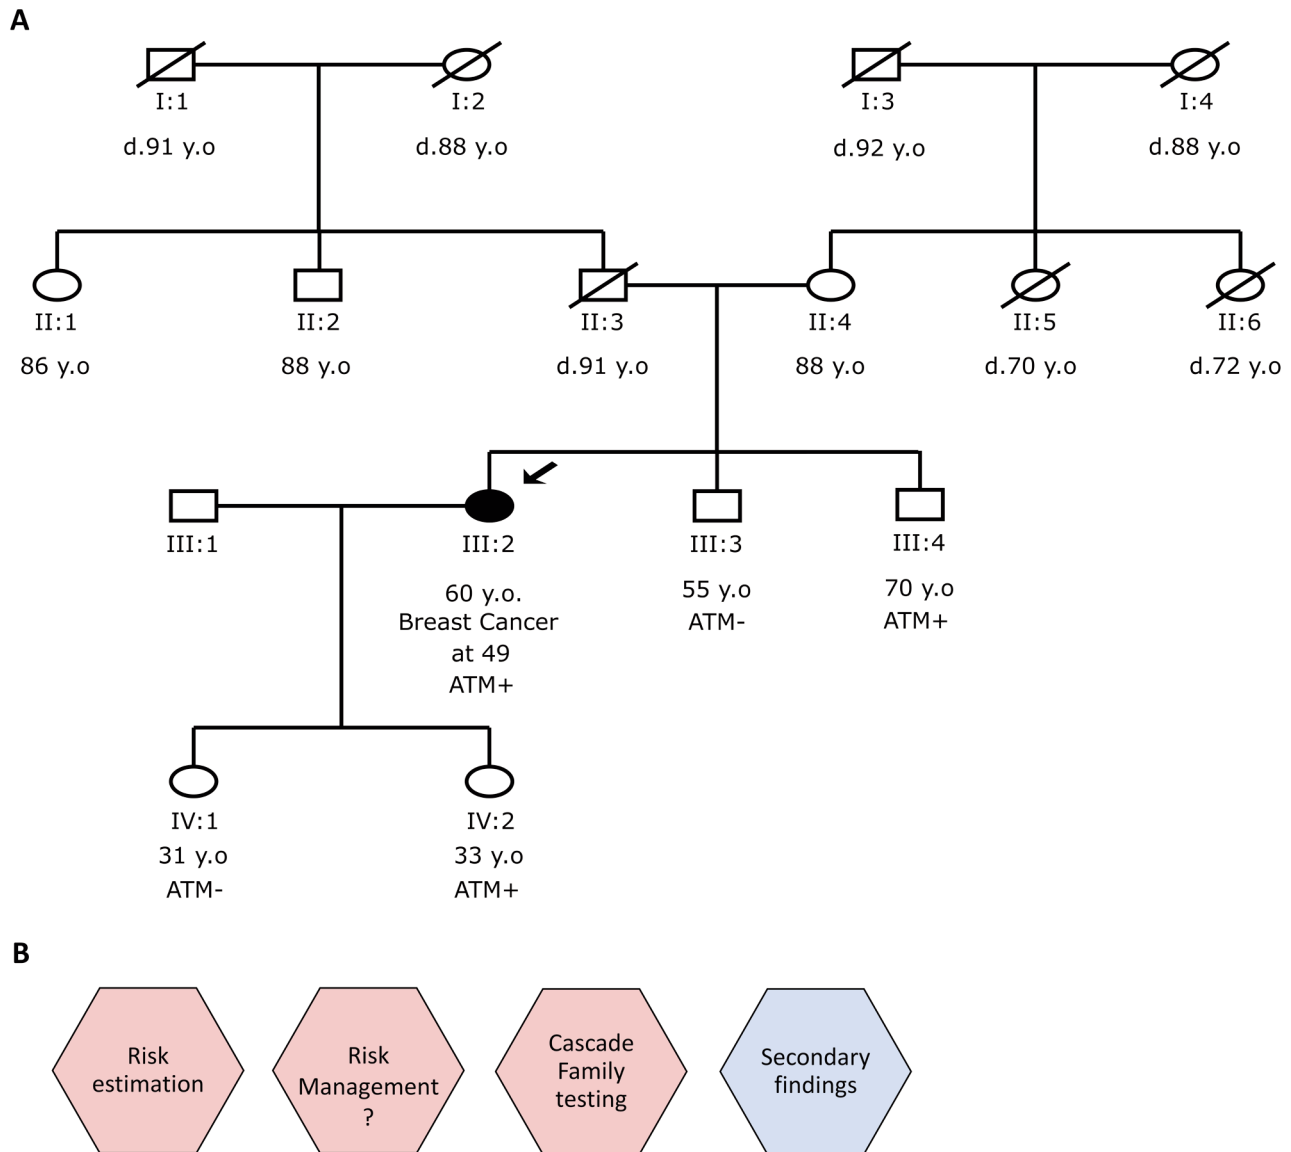 A
I:1 I:2 I:3 I:4
d.91 y.o d.88 y.o d.92 y.o d.88 y.o
II:1 II:2 II:3 II:4 II:5 II:6
86 y.o 88 y.o d.91 y.o 88 y.o d.70 y.o d.72 y.o
III:1 III:2 III:3 III:4
60 y.o. 55 y.o 70 y.o
Breast Cancer ATM- ATM+
at 49
ATM+
IV:1 IV:2
31 y.o 33 y.o
ATM- ATM+
B
Risk
estimation
Risk
Management
?
Cascade
Family
testing
Secondary
findings